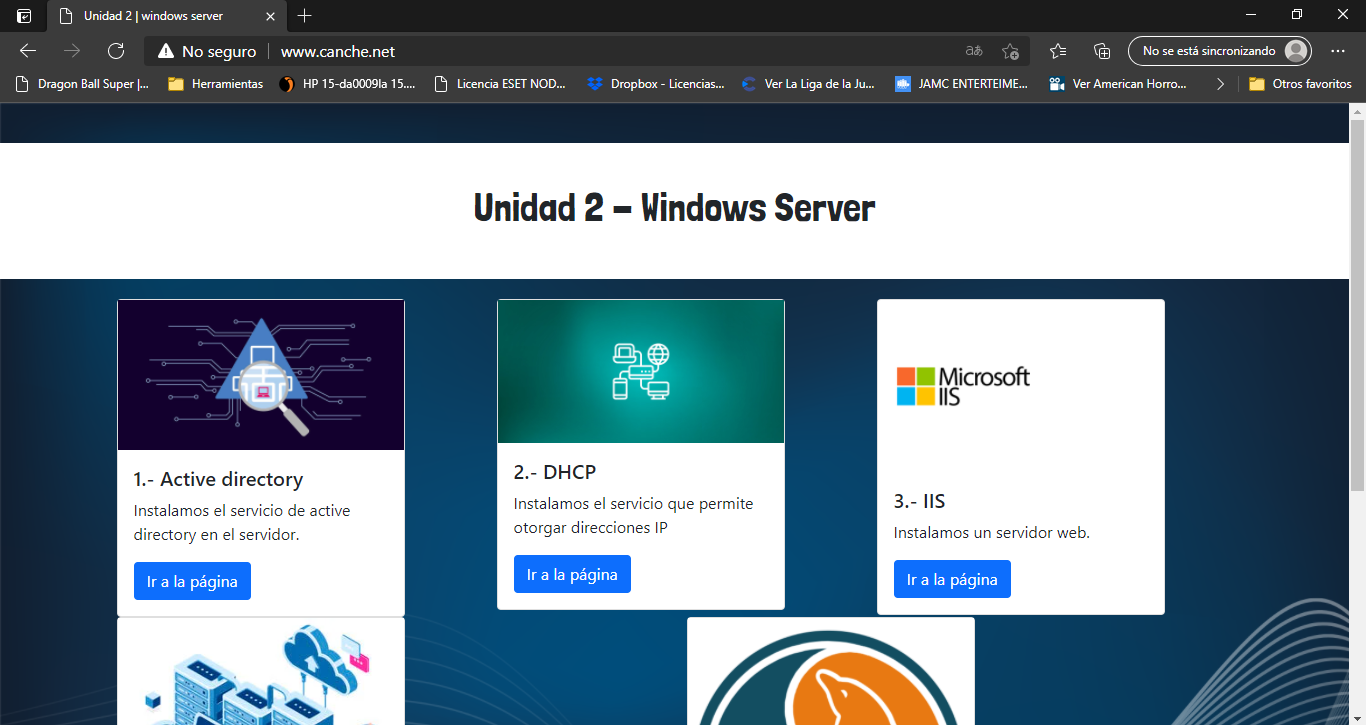 Unidad 2 | windows server
No seguro
www.canche.net
aあ
No se está sincronizando
Dragon Ball Super |...
Herramientas
HP 15-da0009la 15....
Licencia ESET NOD...
Dropbox - Licencias...
Ver La Liga de la Ju...
JAMC ENTERTEIME...
Ver American Horro...
Otros favoritos
Unidad 2 – Windows Server
Microsoft
IIS
1.- Active directory
Instalamos el servicio de active
directory en el servidor.
Ir a la página
2.- DHCP
Instalamos el servicio que permite
otorgar direcciones IP
Ir a la página
3.- IIS
Instalamos un servidor web.
Ir a la página